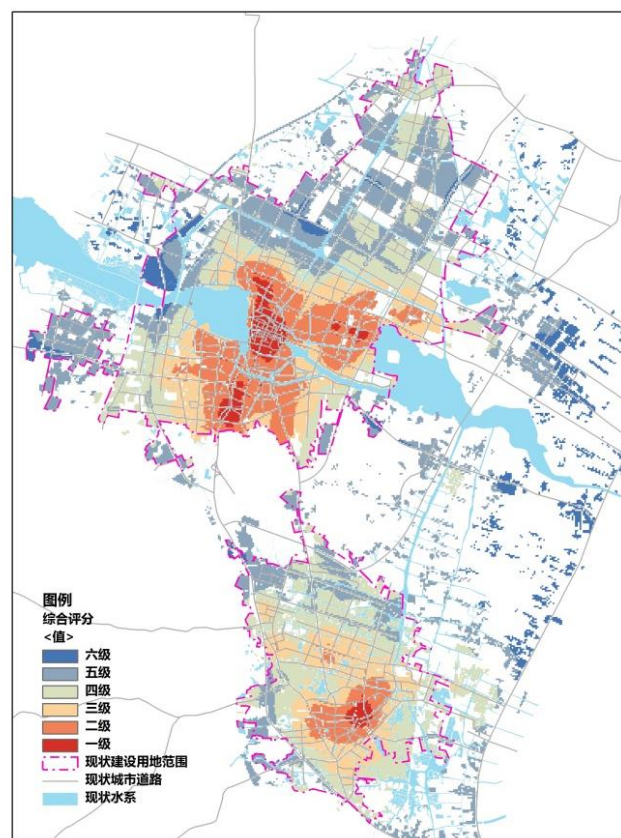 图例
综合评分
<值>
六级
五级
四级
三级
二级
一级
现状建设用地范围
现状城市道路
现状水系